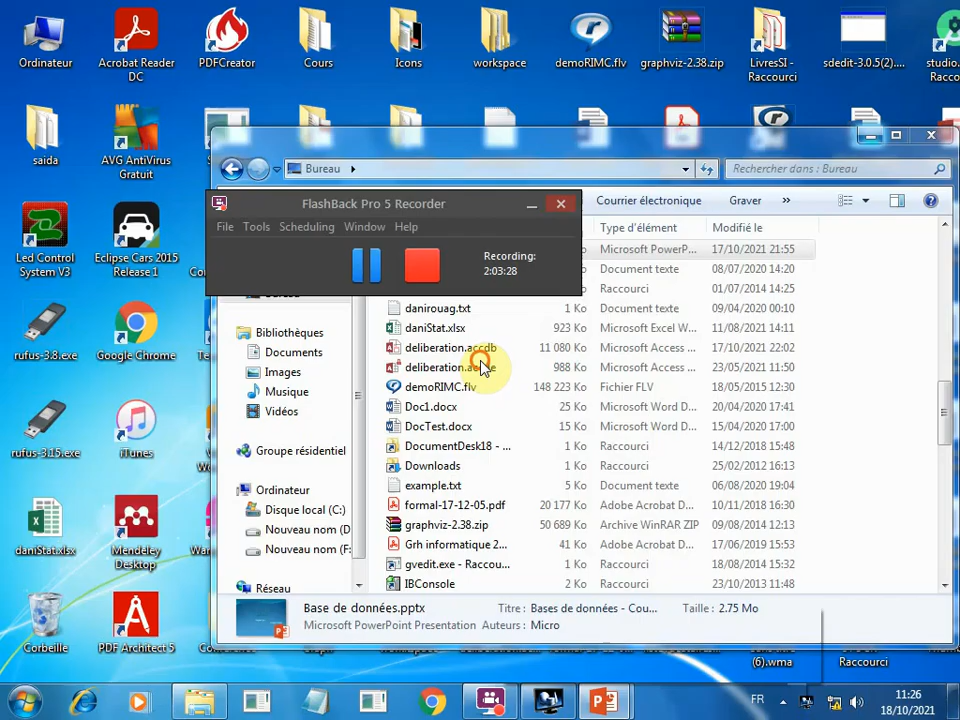 Ordinateur
Acrobat Reader DC
PDFCreator
Cours
Icons
workspace
demoRIMC.flv
graphviz-2.38.zip
LivresSI - Raccourci
sdedit-3.0.5(2)....
studio.
Racco
saida
AVG AntiVirus Gratuit
Bureau
Rechercher dans : Bureau
FlashBack Pro 5 Recorder
File Tools Scheduling Window Help
Recording:
2:03:28
Courrier électronique Graver »
Type d'élément Modifié le
Ko Microsoft PowerP... 17/10/2021 21:55
Ko Document texte 08/07/2020 14:20
Ko Raccourci 01/07/2014 14:25
danirouag.txt 1 Ko Document texte 09/04/2020 00:10
daniStat.xlsx 923 Ko Microsoft Excel W... 11/08/2021 14:11
deliberation.accdb 11 080 Ko Microsoft Access ... 17/10/2021 22:02
988 Ko Microsoft Access ... 23/05/2021 11:50
demoRIMC.flv 148 223 Ko Fichier FLV 18/05/2015 12:30
Doc1.docx 25 Ko Microsoft Word D... 20/04/2020 17:41
DocTest.docx 15 Ko Microsoft Word D... 15/04/2020 17:00
DocumentDesk18 - ... 1 Ko Raccourci 14/12/2018 15:48
Downloads 1 Ko Raccourci 25/02/2012 16:13
example.txt 5 Ko Document texte 06/08/2020 19:04
formal-17-12-05.pdf 20 177 Ko Adobe Acrobat D... 10/11/2018 16:30
graphviz-2.38.zip 50 689 Ko Archive WinRAR ZIP 09/08/2014 12:13
Grh informatique 2... 41 Ko Adobe Acrobat D... 17/06/2019 15:53
gvedit.exe - Raccou... 1 Ko Raccourci 18/08/2014 15:32
IBConsole 2 Ko Raccourci 23/10/2013 11:48
Bibliothèques
Documents
Images
Musique
Vidéos
Groupe résidentiel
Ordinateur
Disque local (C:)
Nouveau nom (D
Nouveau nom (F:
Réseau
Base de données.pptx Titre : Bases de données - Cou... Taille : 2.75 Mo
Microsoft PowerPoint Presentation Auteurs : Micro
Led Control System V3
Eclipse Cars 2015 Release 1
rufus-3.8.exe
Google Chrome
rufus-3.15.exe
iTunes
daniStat.xlsx
Mendeley Desktop
Corbeille
PDF Architect 5
(6).wma
Raccourci
FR
11:26
18/10/2021